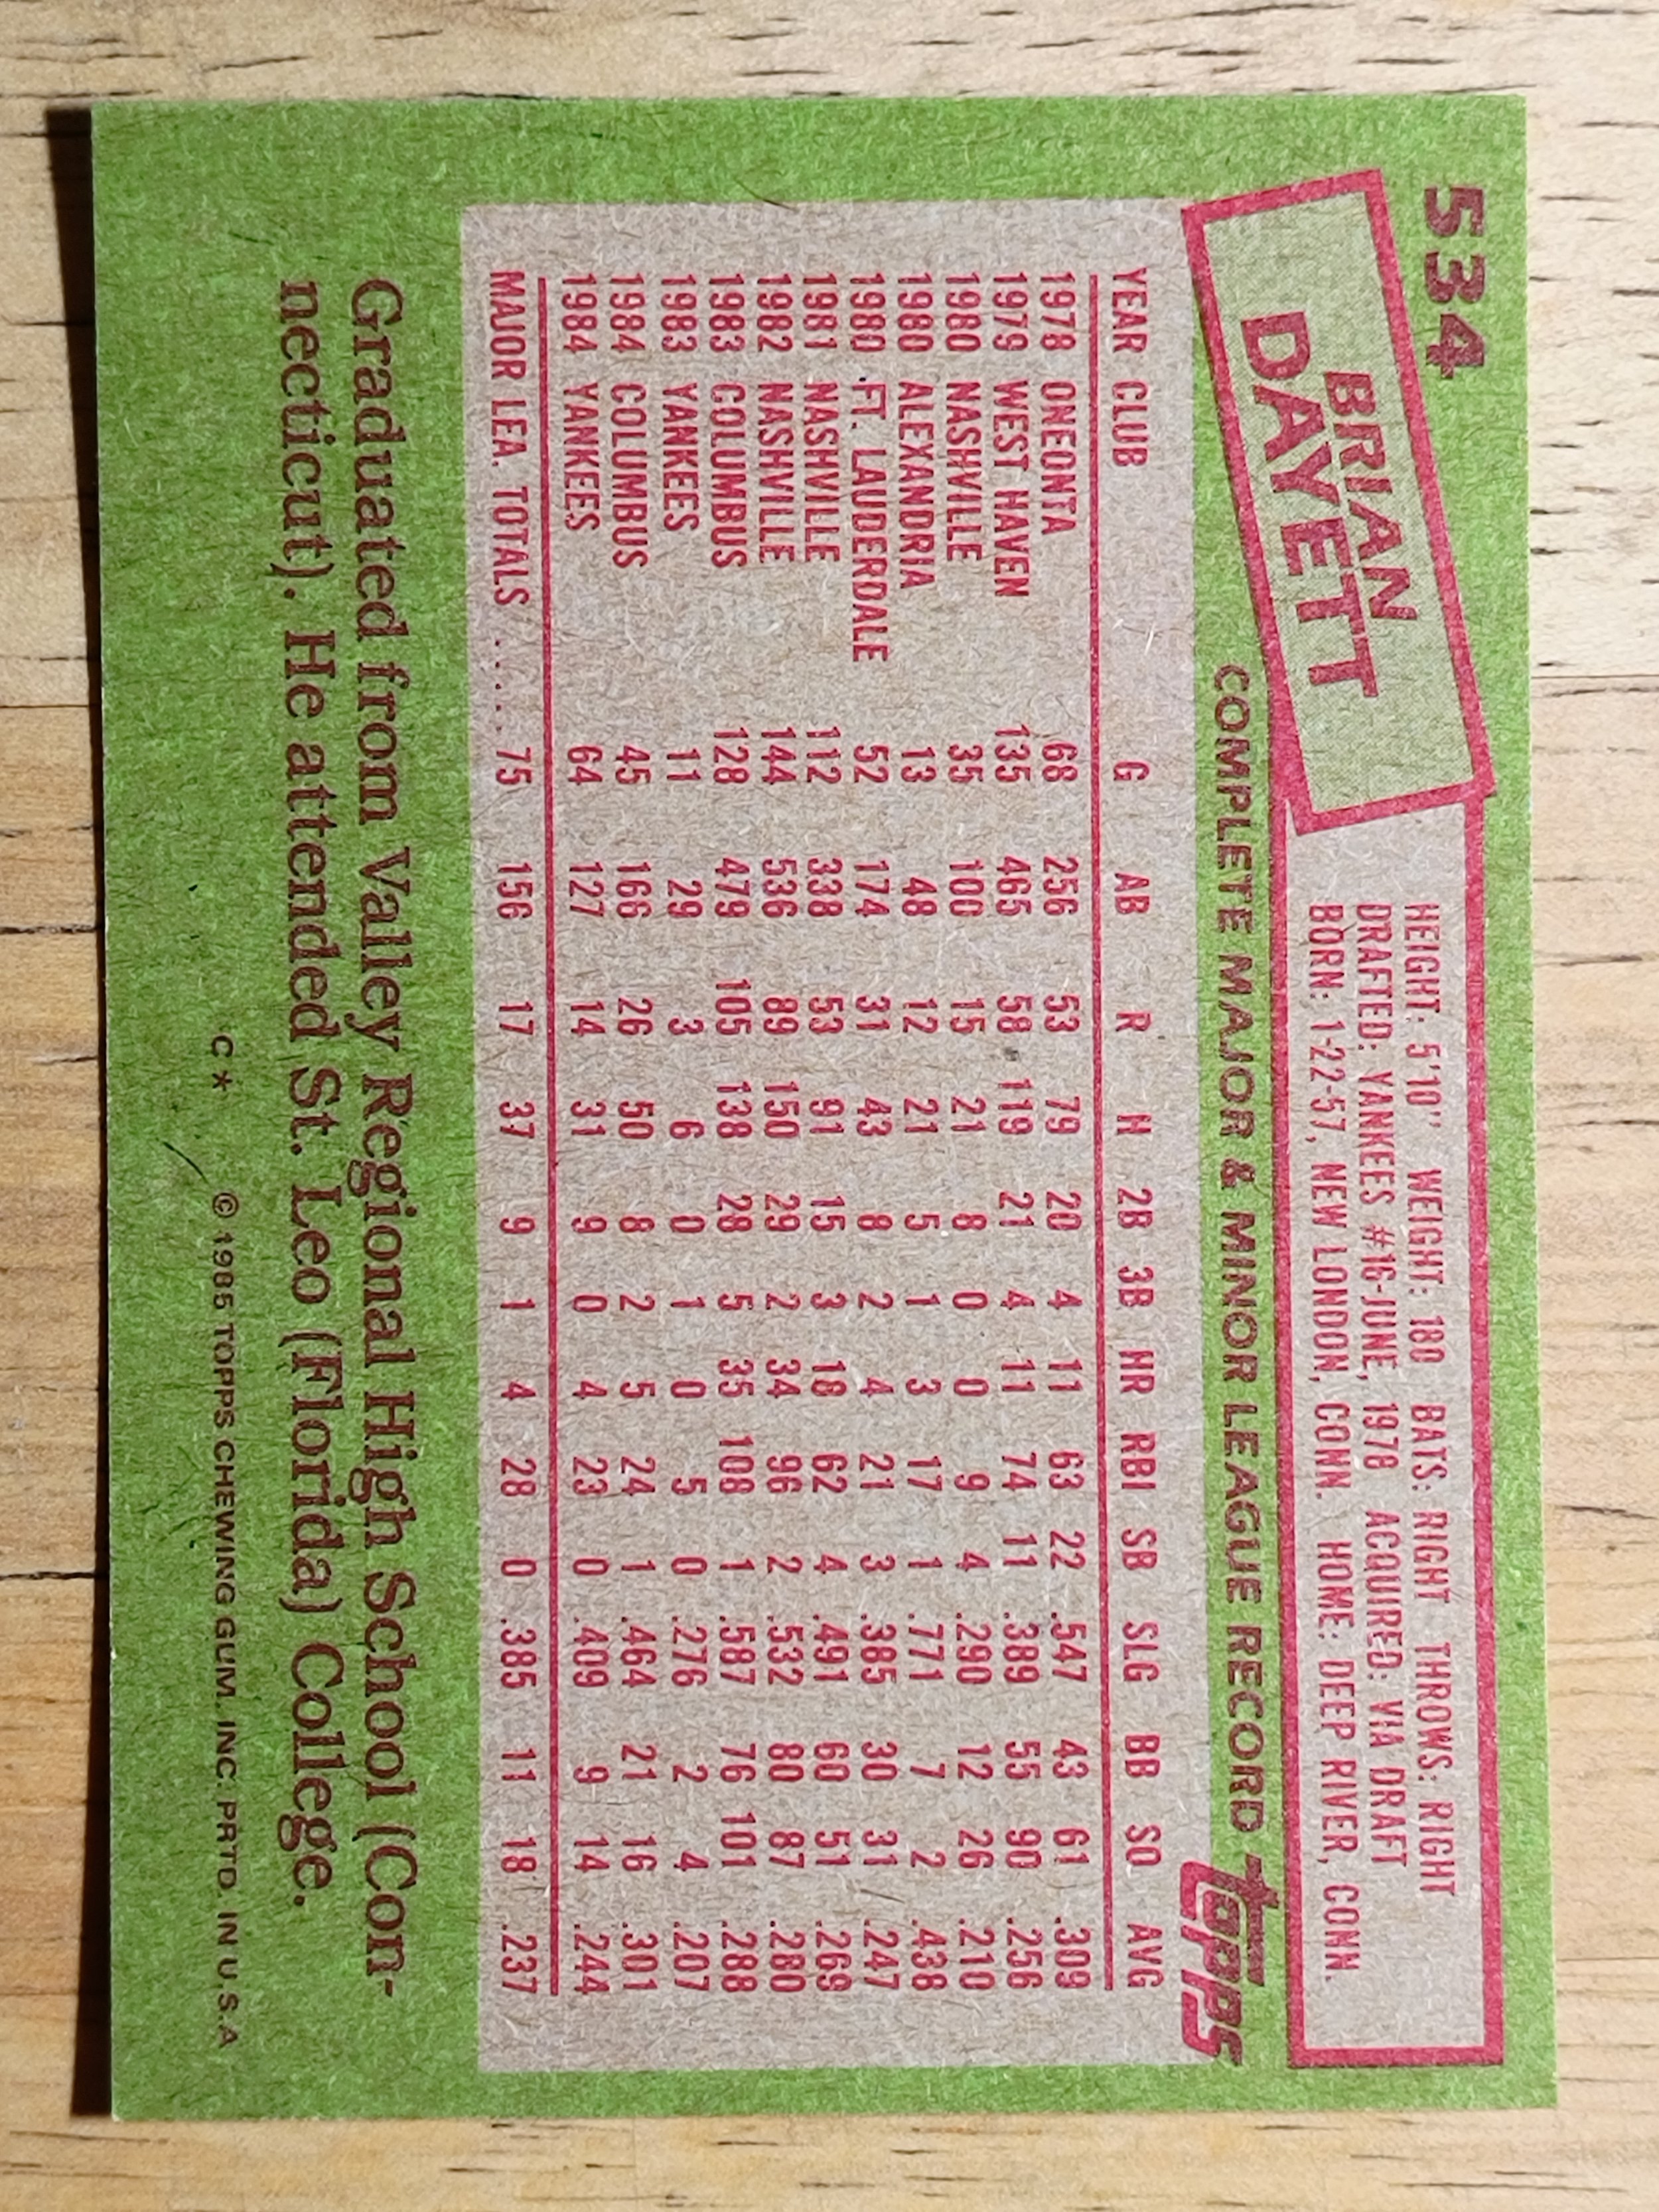 534
BRIAN
DAYETT
HEIGHT: 5'10" WEIGHT: 180 BATS: RIGHT THROWS: RIGHT
DRAFTED: YANKEES #16-JUNE, 1978 ACQUIRED: VIA DRAFT
BORN: 1-22-57, NEW LONDON, CONN. HOME: DEEP RIVER, CONN.
COMPLETE MAJOR & MINOR LEAGUE RECORD topps
YEAR CLUB G AB R H 2B 3B HR RBI SB SLG BB SO AVG
1978 ONEONTA 68 256 53 79 20 4 11 63 22 .547 43 61 .309
1979 WEST HAVEN 135 465 58 119 21 4 11 74 11 .389 55 90 .256
1980 NASHVILLE 35 100 15 21 8 0 0 9 4 .290 12 26 .210
1980 ALEXANDRIA 13 48 12 21 5 1 3 17 1 .771 7 2 .438
1980 FT. LAUDERDALE 52 174 31 43 8 2 4 21 3 .385 30 31 .247
1981 NASHVILLE 112 338 53 91 15 3 18 62 4 .491 60 51 .269
1982 NASHVILLE 144 536 89 150 29 2 34 96 2 .532 80 87 .280
1983 COLUMBUS 128 479 105 138 28 5 35 108 1 .587 76 101 .288
1983 YANKEES 11 29 3 6 0 1 0 5 0 .276 2 4 .207
1984 COLUMBUS 45 166 26 50 8 2 5 24 1 .464 21 16 .301
1984 YANKEES 64 127 14 31 9 0 4 23 0 .409 9 14 .244
MAJOR LEA. TOTALS ...... 75 156 17 37 9 1 4 28 0 .385 11 18 .237
Graduated from Valley Regional High School (Con-
necticut). He attended St. Leo (Florida) College.
C* © 1985 TOPPS CHEWING GUM, INC. PRTD. IN U.S.A